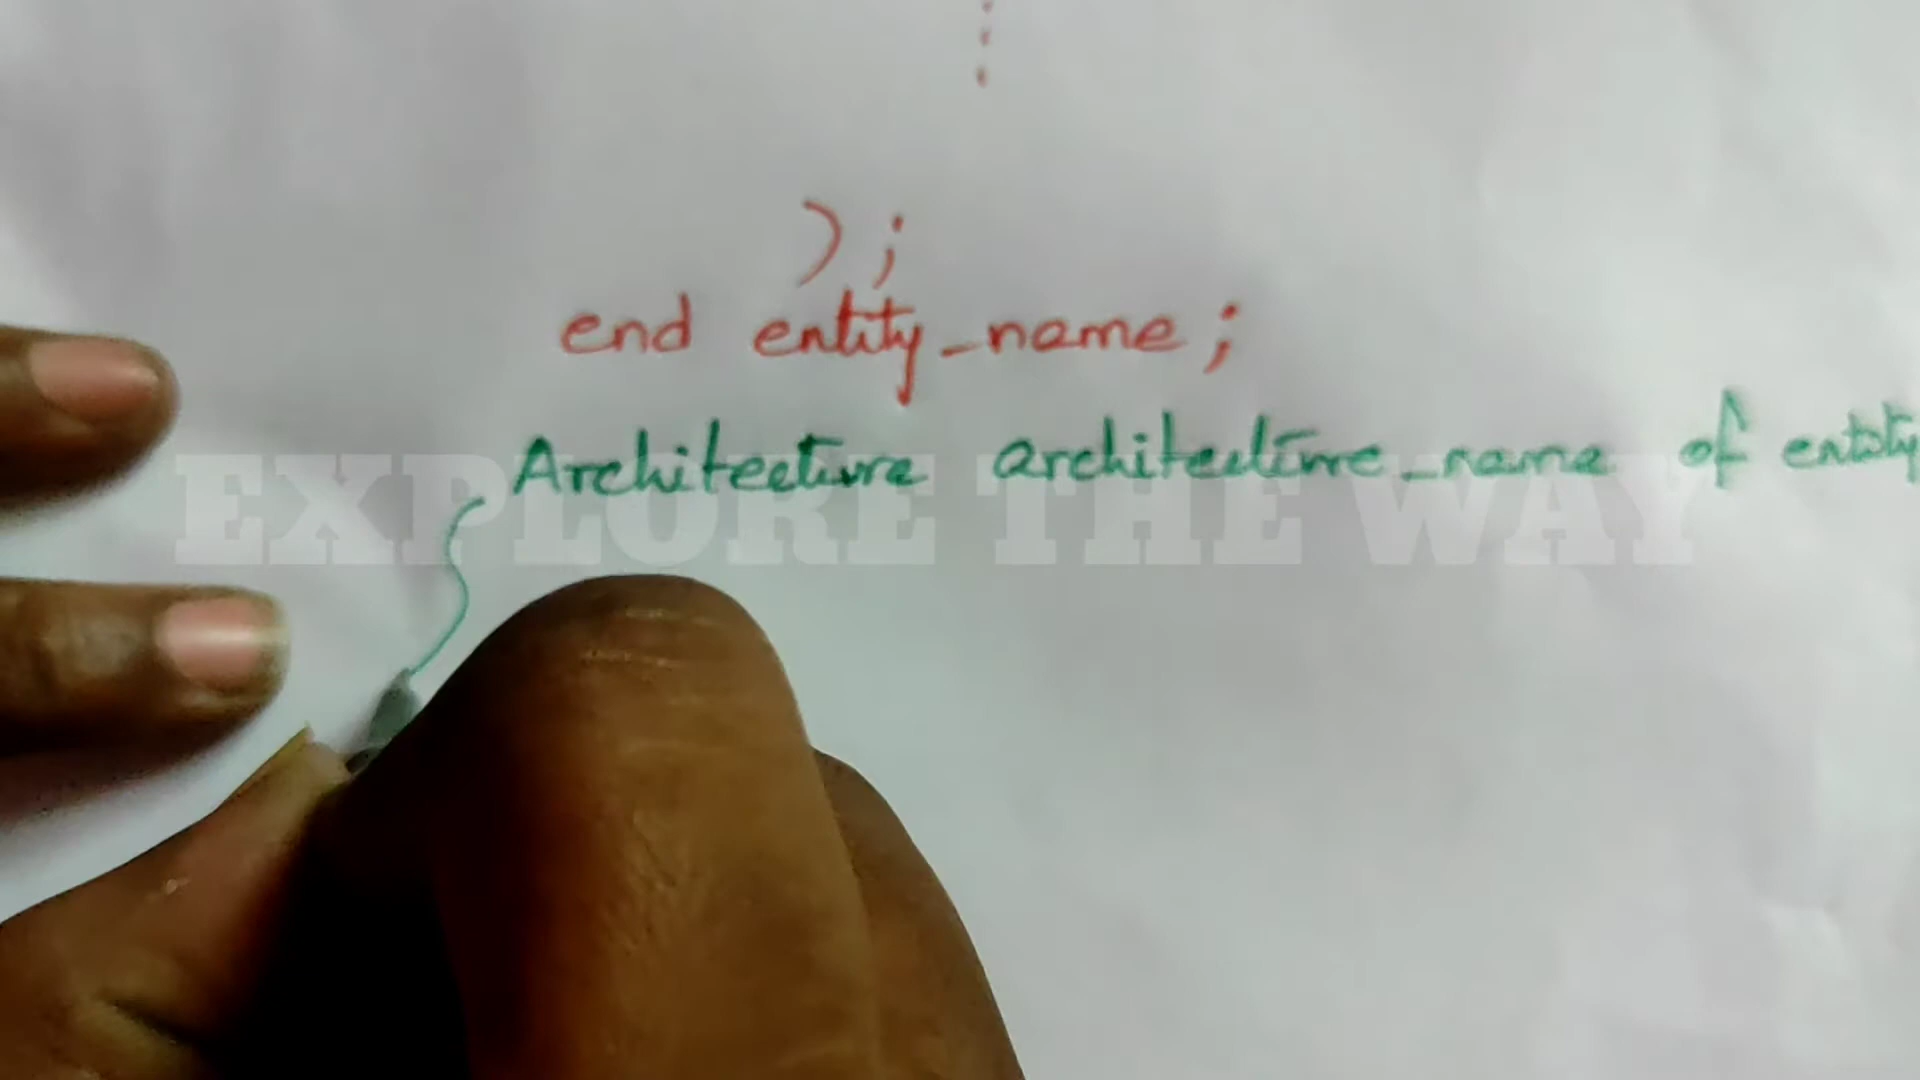 );
end entity_name;
Architecture architecture_name of entity
EXPLORE THE WAY